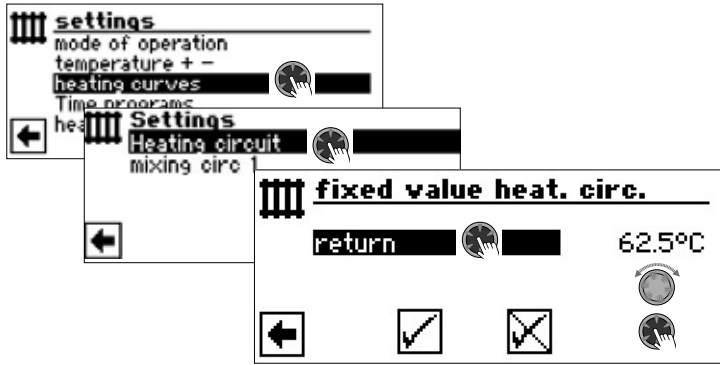 settings
mode of operation
temperature + −
heating curves
Time programs
hea
Settings
Heating circuit
mixing circ 1
fixed value heat. circ.
return 62.5°C